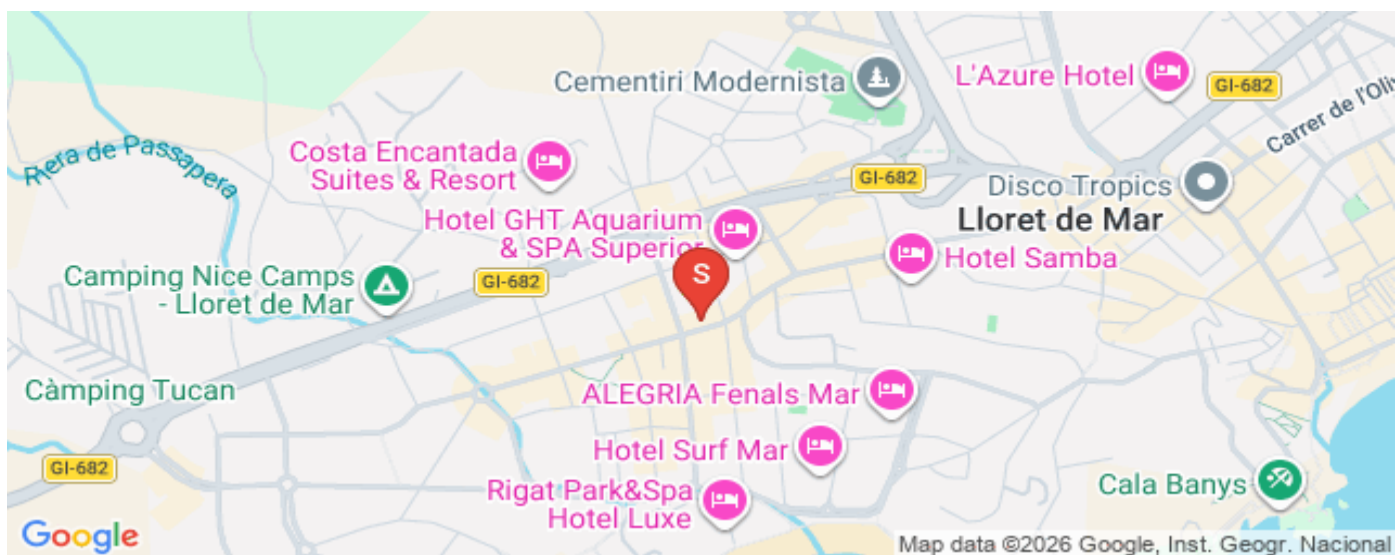 Cementiri Modernista
L'Azure Hotel
GI-682
Carrer de l'Oli
Riera de Passapera
Costa Encantada
Suites & Resort
GI-682
Disco Tropics
Lloret de Mar
Hotel GHT Aquarium
& SPA Superior
Hotel Samba
Camping Nice Camps
- Lloret de Mar
GI-682
S
Càmping Tucan
ALEGRIA Fenals Mar
Hotel Surf Mar
GI-682
Rigat Park&Spa
Hotel Luxe
Cala Banys
Google
Map data ©2026 Google, Inst. Geogr. Nacional